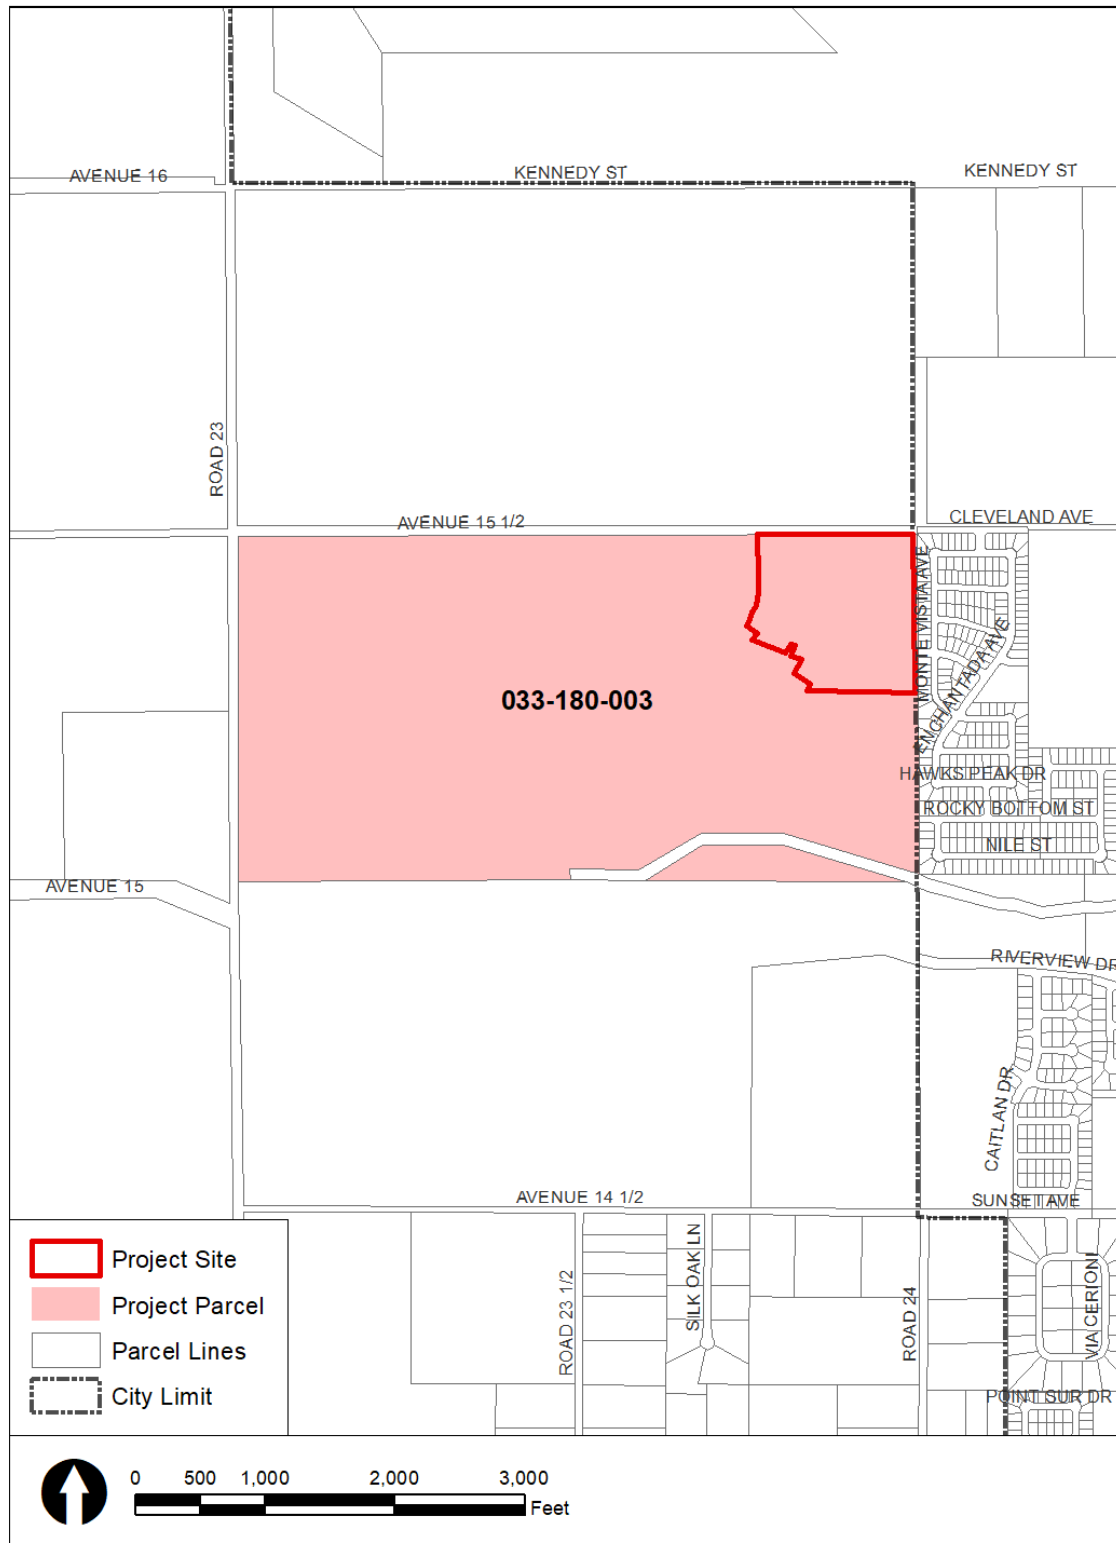 AVENUE 16
KENNEDY ST
KENNEDY ST
ROAD 23
AVENUE 15 1/2
CLEVELAND AVE
MONTE VISTA AVE
ENCHANTADA AVE
033-180-003
HAWKS PEAK DR
ROCKY BOTTOM ST
NILE ST
AVENUE 15
RIVERVIEW DR
CAITLAN DR
AVENUE 14 1/2
SUNSET AVE
ROAD 23 1/2
SILK OAK LN
ROAD 24
VIA CERIONI
POINT SUR DR
Project Site
Project Parcel
Parcel Lines
City Limit
0 500 1,000 2,000 3,000
Feet